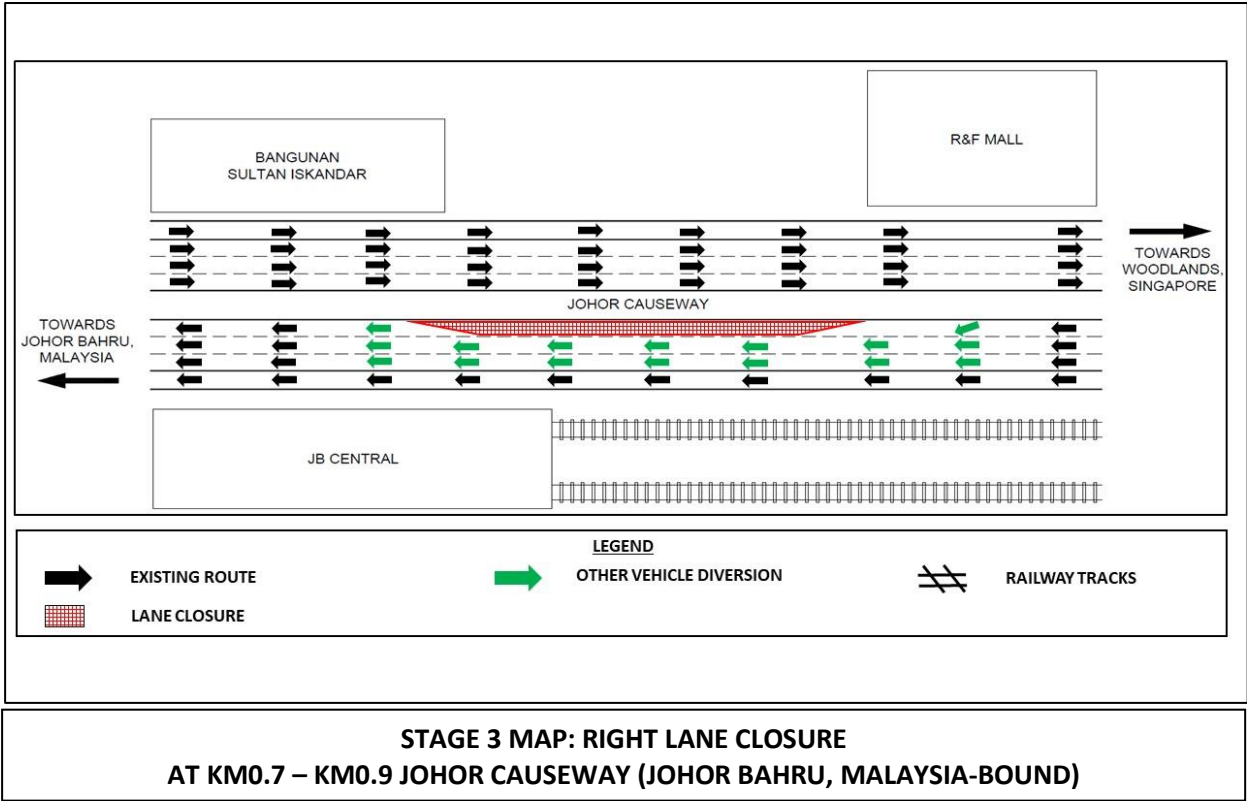 BANGUNAN
SULTAN ISKANDAR
R&F MALL
TOWARDS
WOODLANDS,
SINGAPORE
JOHOR CAUSEWAY
TOWARDS
JOHOR BAHRU,
MALAYSIA
JB CENTRAL
LEGEND
EXISTING ROUTE
OTHER VEHICLE DIVERSION
RAILWAY TRACKS
LANE CLOSURE
STAGE 3 MAP: RIGHT LANE CLOSURE
AT KM0.7 – KM0.9 JOHOR CAUSEWAY (JOHOR BAHRU, MALAYSIA-BOUND)